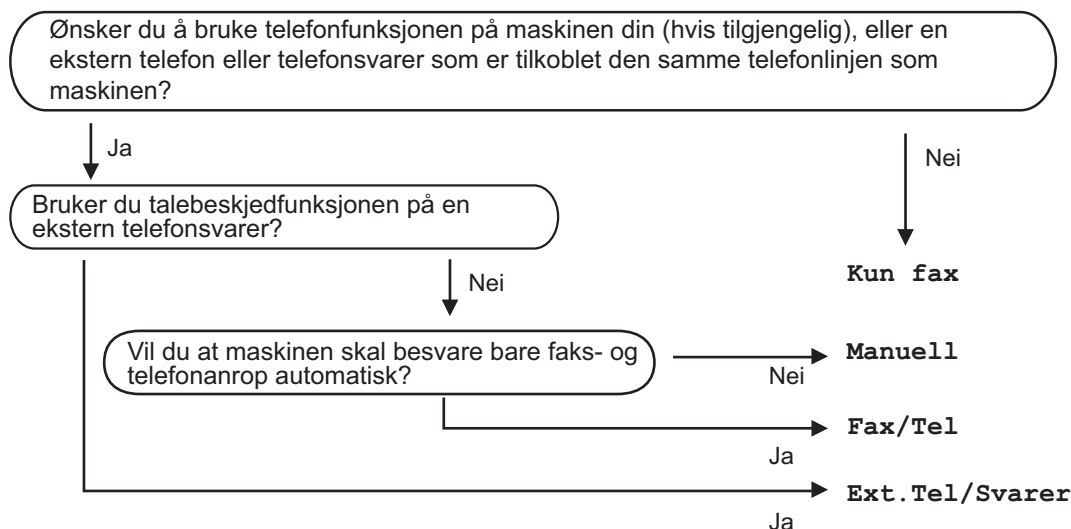 Ønsker du å bruke telefonfunksjonen på maskinen din (hvis tilgjengelig), eller en
ekstern telefon eller telefonsvarer som er tilkoblet den samme telefonlinjen som
maskinen?
Ja
Nei
Bruker du talebeskjedfunksjonen på en
ekstern telefonsvarer?
Kun fax
Nei
Vil du at maskinen skal besvare bare faks- og
telefonanrop automatisk?
Manuell
Nei
Fax/Tel
Ja
Ext.Tel/Svarer
Ja